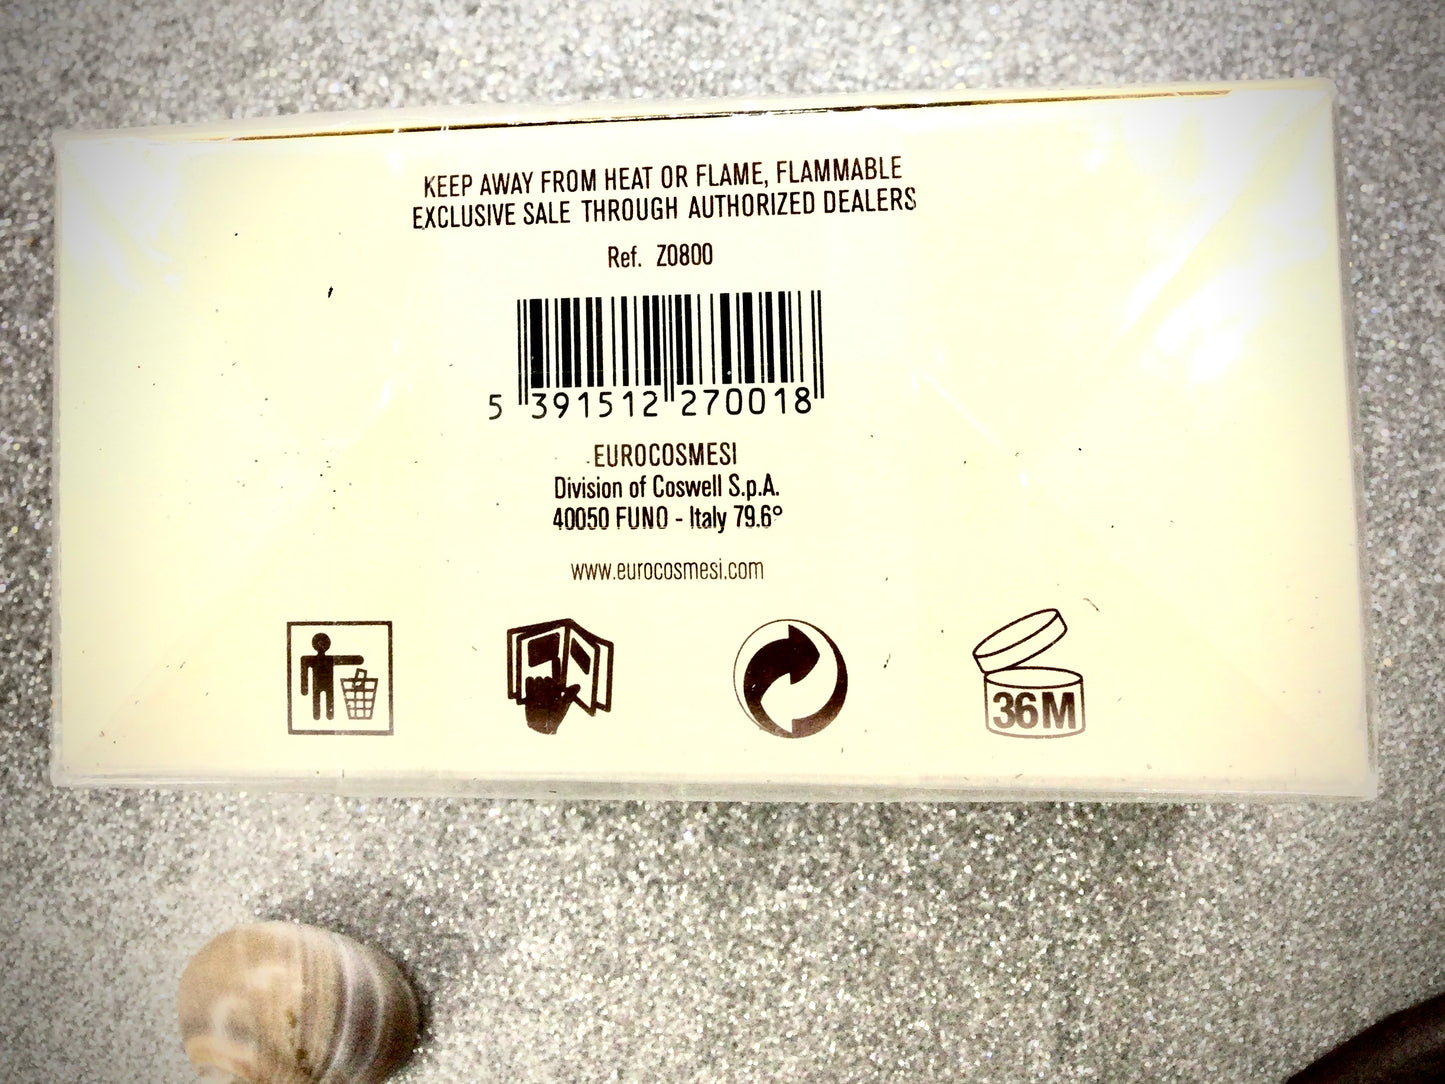 KEEP AWAY FROM HEAT OR FLAME, FLAMMABLE
EXCLUSIVE SALE THROUGH AUTHORIZED DEALERS
Ref. Z0800
5 391512 270018
EUROCOSMESI
Division of Coswell S.p.A.
40050 FUNO - Italy 79.6°
www.eurocosmesi.com
36M